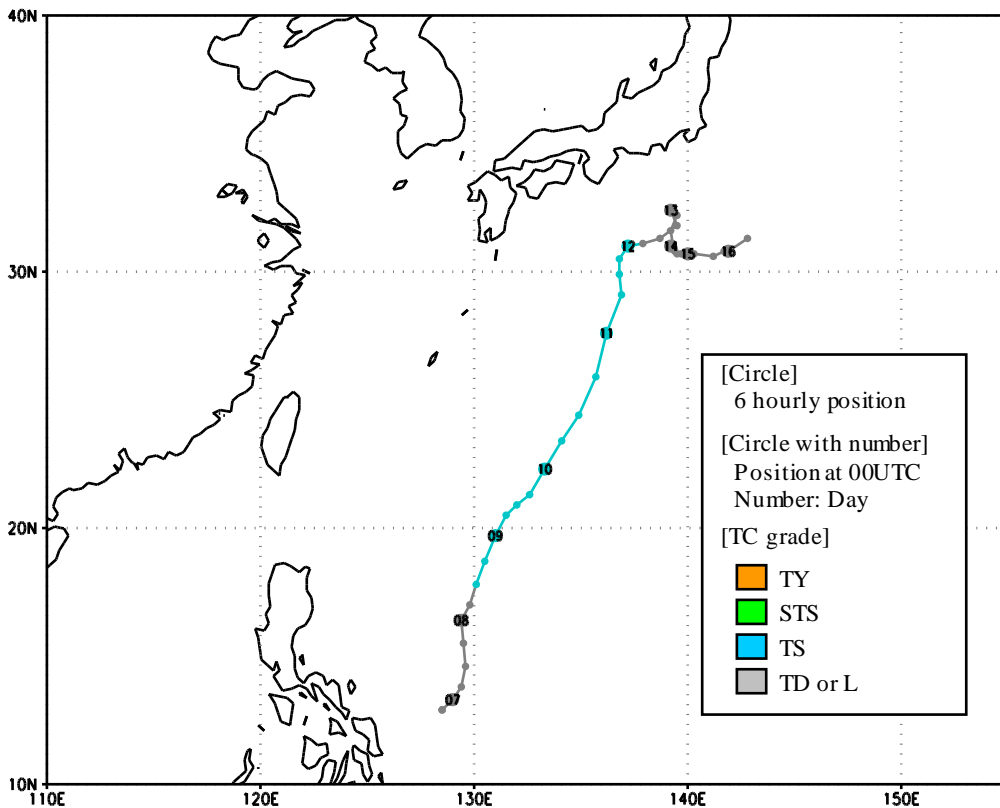 40N
13
12
14
15
16
30N
11
[Circle]
6 hourly position
[Circle with number]
Position at 00UTC
Number: Day
[TC grade]
TY
STS
TS
TD or L
10
20N
09
08
07
10N
110E
120E
130E
140E
150E